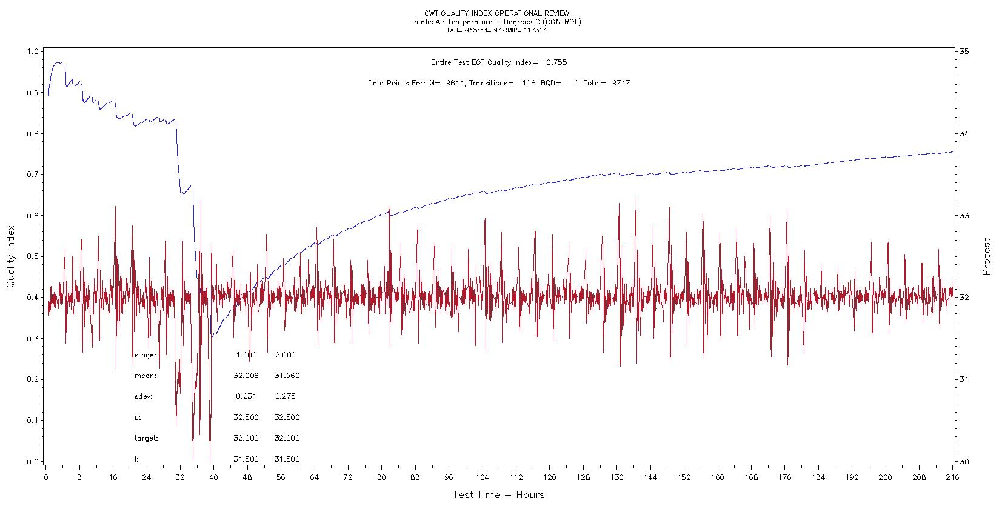 CWT QUALITY INDEX OPERATIONAL REVIEW
Intake Air Temperature – Degrees C (CONTROL)
LAB= G Stand= 93 CMIR= 113313
Entire Test EOT Quality Index= 0.755
Data Points For: QI= 9611, Transitions= 106, BQD= 0, Total= 9717
1.0
0.9
0.8
0.7
0.6
0.5
0.4
0.3
0.2
0.1
0.0
Quality Index
35
34
33
32
31
30
Process
stage: 1.000 2.000
mean: 32.006 31.960
sdev: 0.231 0.275
u: 32.500 32.500
target: 32.000 32.000
l: 31.500 31.500
0 8 16 24 32 40 48 56 64 72 80 88 96 104 112 120 128 136 144 152 160 168 176 184 192 200 208 216
Test Time – Hours